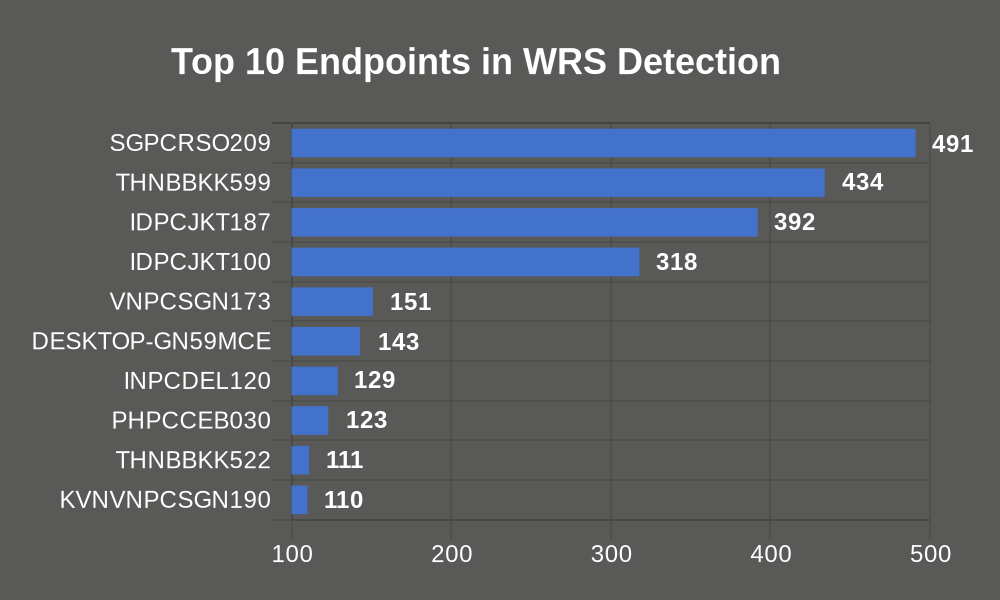 Top 10 Endpoints in WRS Detection
SGPCRSO209 491
THNBBKK599 434
IDPCJKT187 392
IDPCJKT100 318
VNPCSGN173 151
DESKTOP-GN59MCE 143
INPCDEL120 129
PHPCCEB030 123
THNBBKK522 111
KVNVNPCSGN190 110
100 200 300 400 500